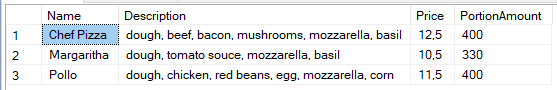 Name Description Price PortionAmount
1 Chef Pizza dough, beef, bacon, mushrooms, mozzarella, basil 12,5 400
2 Margaritha dough, tomato souce, mozzarella, basil 10,5 330
3 Pollo dough, chicken, red beans, egg, mozzarella, corn 11,5 400